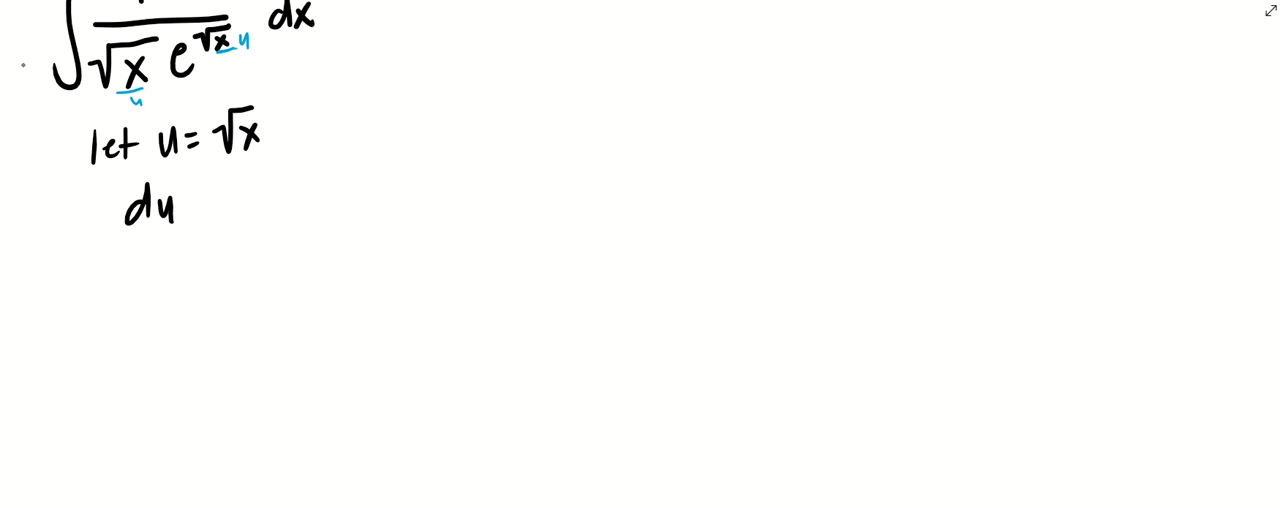 ∫ 1/(√x e^√x) dx
u
u
let u = √x
du